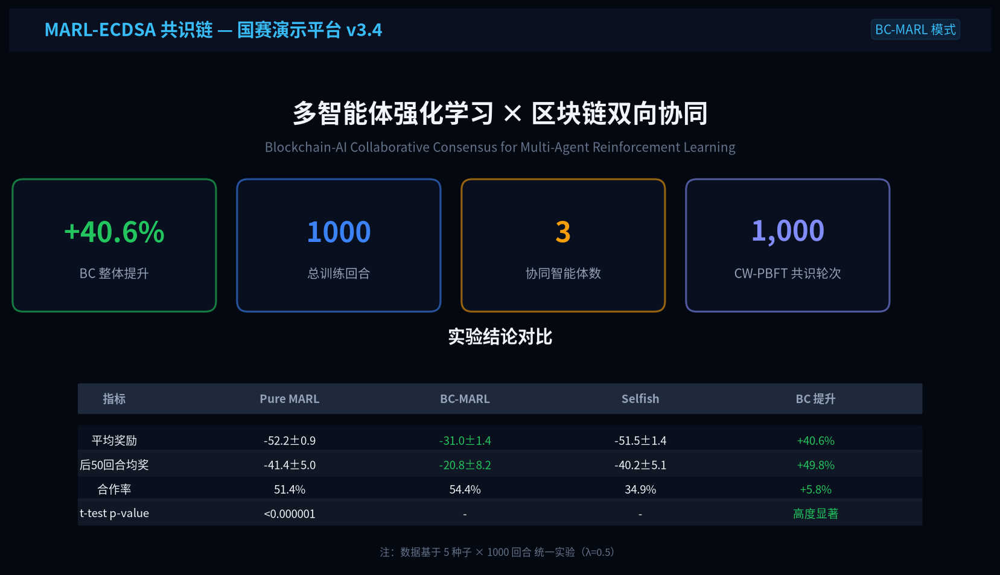 MARL-ECDSA 共识链 — 国赛演示平台 v3.4
BC-MARL 模式
多智能体强化学习 × 区块链双向协同
Blockchain-AI Collaborative Consensus for Multi-Agent Reinforcement Learning
+40.6%
BC 整体提升
1000
总训练回合
3
协同智能体数
1,000
CW-PBFT 共识轮次
实验结论对比
指标 Pure MARL BC-MARL Selfish BC 提升
平均奖励 -52.2±0.9 -31.0±1.4 -51.5±1.4 +40.6%
后50回合均奖 -41.4±5.0 -20.8±8.2 -40.2±5.1 +49.8%
合作率 51.4% 54.4% 34.9% +5.8%
t-test p-value <0.000001 - - 高度显著
注：数据基于 5 种子 × 1000 回合 统一实验（λ=0.5）